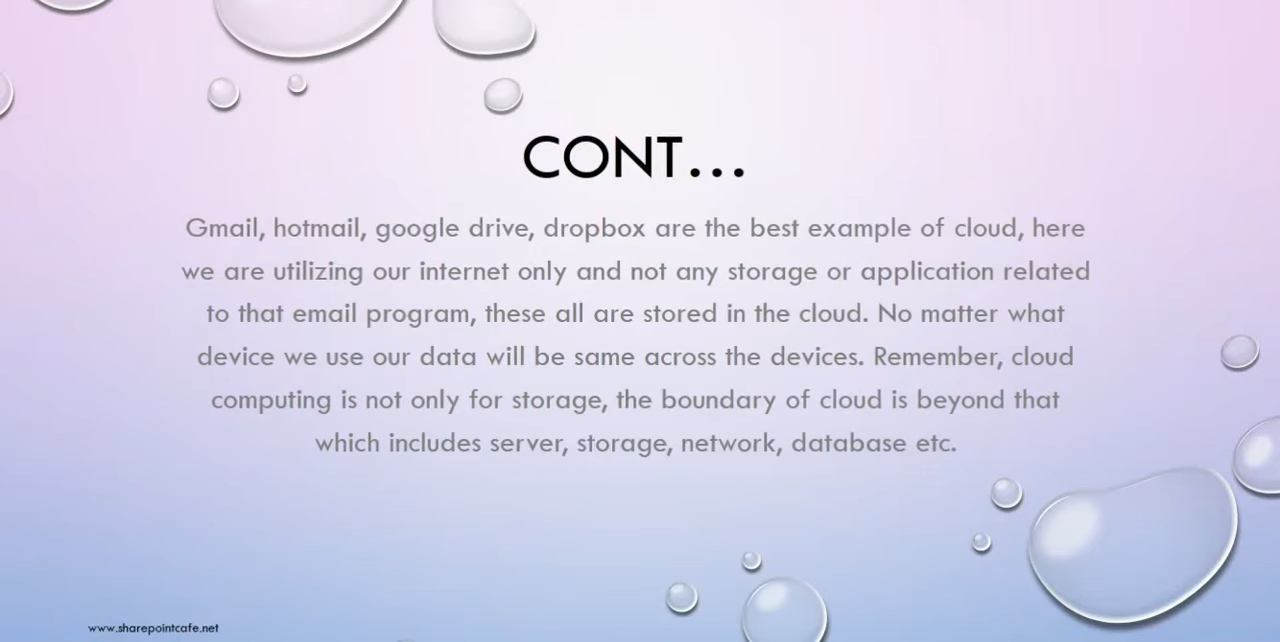 CONT...
Gmail, hotmail, google drive, dropbox are the best example of cloud, here
we are utilizing our internet only and not any storage or application related
to that email program, these all are stored in the cloud. No matter what
device we use our data will be same across the devices. Remember, cloud
computing is not only for storage, the boundary of cloud is beyond that
which includes server, storage, network, database etc.
www.sharepointcafe.net